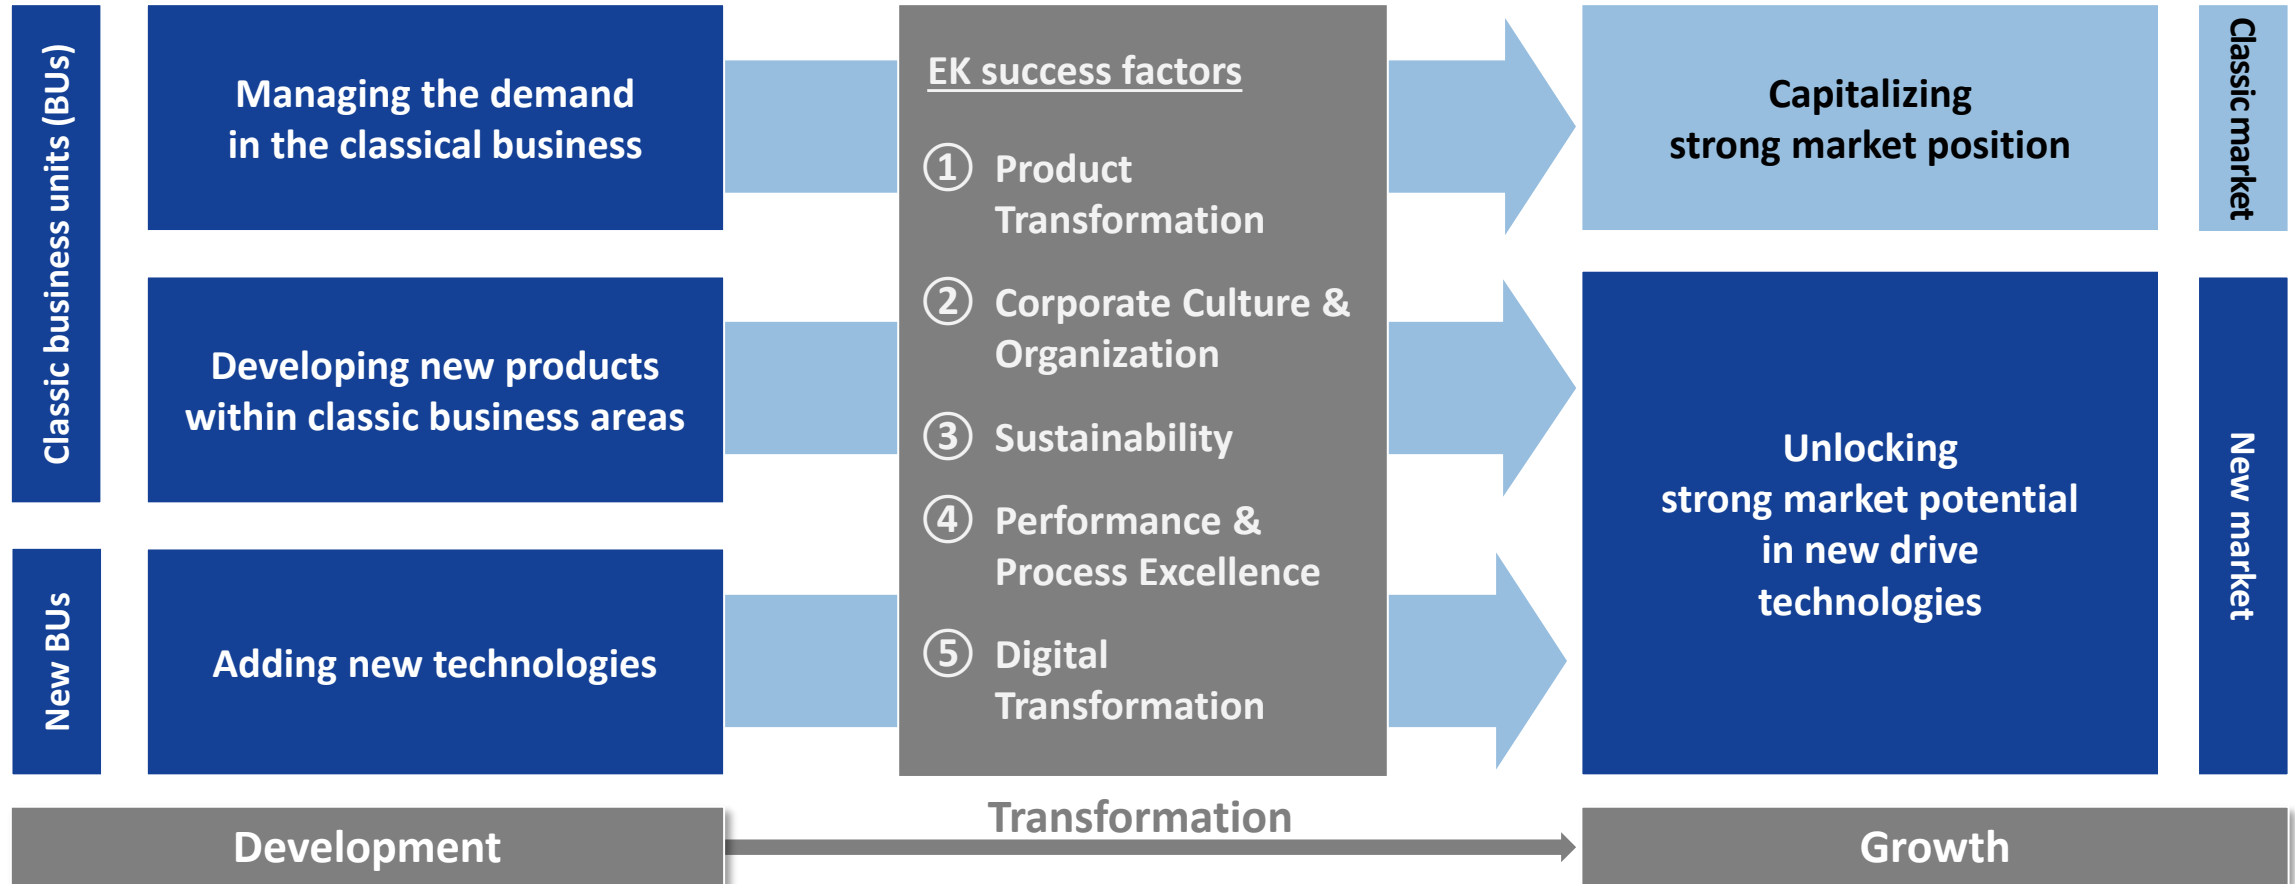 Classic business units (BUs)
Managing the demand
in the classical business
Developing new products
within classic business areas
New BUs
Adding new technologies
EK success factors
① Product
Transformation
② Corporate Culture &
Organization
③ Sustainability
④ Performance &
Process Excellence
⑤ Digital
Transformation
Capitalizing
strong market position
Classic market
Unlocking
strong market potential
in new drive
technologies
New market
Development
Transformation
Growth